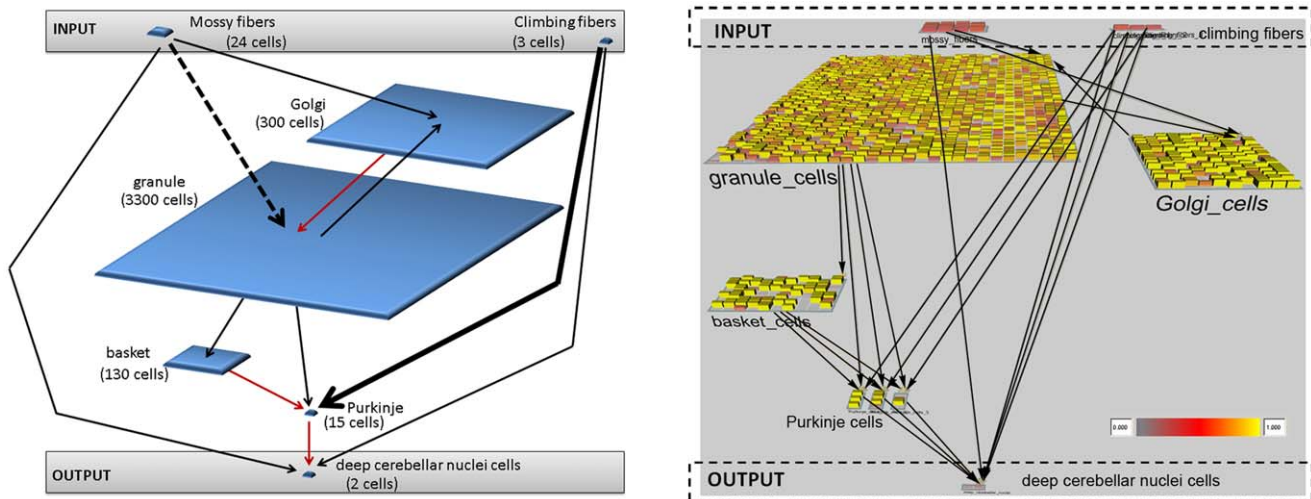 INPUT
Mossy fibers
(24 cells)
Climbing fibers
(3 cells)
Golgi
(300 cells)
granule
(3300 cells)
basket
(130 cells)
Purkinje
(15 cells)
OUTPUT
deep cerebellar nuclei cells
(2 cells)
INPUT
mossy_fibers
climbing fibers
granule_cells
Golgi_cells
basket_cells
Purkinje cells
0.000
1.000
OUTPUT
deep cerebellar nuclei cells